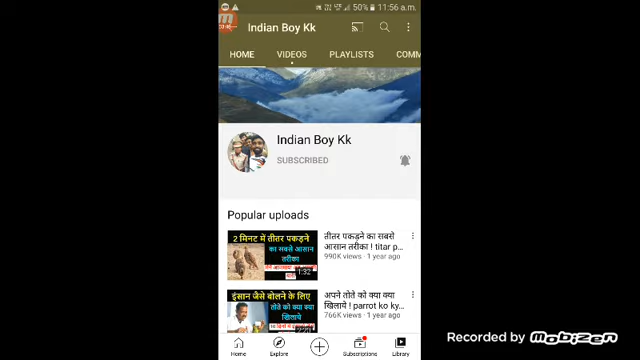 50% 11:56 a.m.
Indian Boy Kk
HOME VIDEOS PLAYLISTS COMM
Indian Boy Kk
SUBSCRIBED
Popular uploads
2 मिनट में तीतर पकड़ने
का सबसे आसान
तरीका!
1:32
तीतर पकड़ने का सबसे
आसान तरीका ! titar p...
990K views · 1 year ago
इंसान जैसे बोलने के लिए
तोते को क्या क्या
खिलाये
अपने तोते को क्या क्या
खिलाये ! parrot ko ky...
766K views · 1 year ago
Home Explore Subscriptions Library
Recorded by mobizen